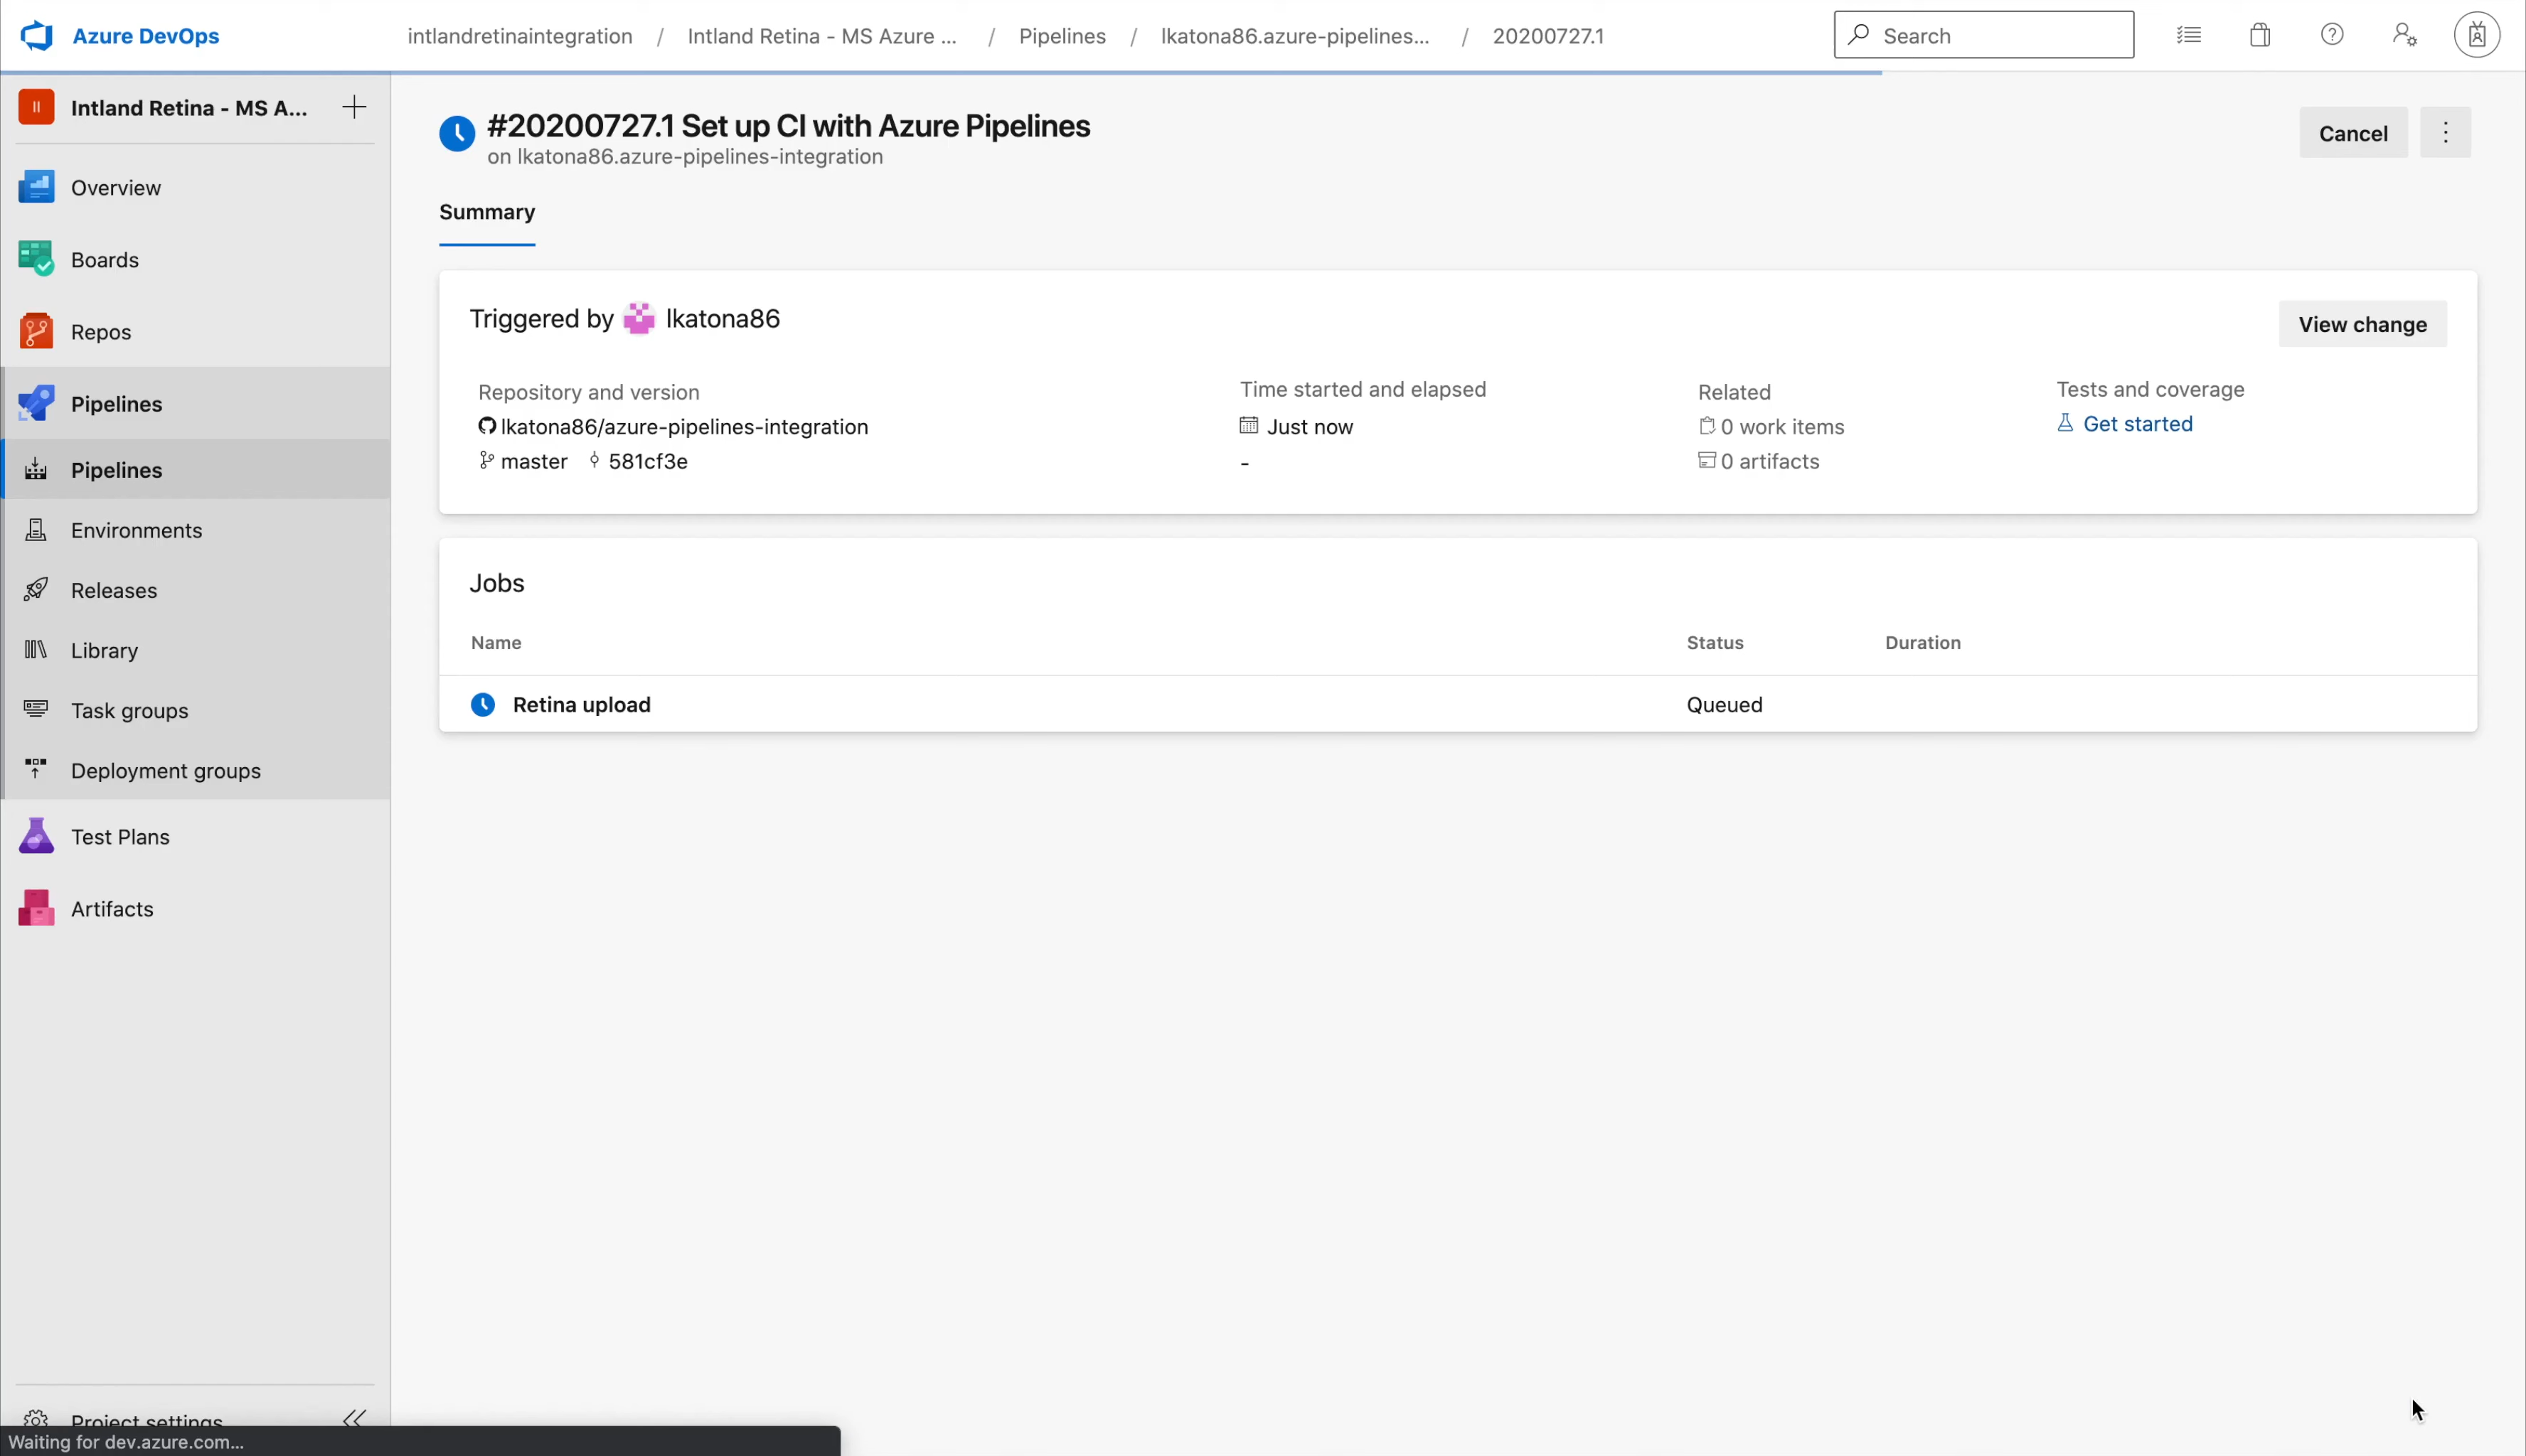 Azure DevOps
intlandretinaintegration / Intland Retina - MS Azure ... / Pipelines / lkatona86.azure-pipelines... / 20200727.1
Search
II
Intland Retina - MS A...
Overview
Boards
Repos
Pipelines
Pipelines
Environments
Releases
Library
Task groups
Deployment groups
Test Plans
Artifacts
Project settings
Waiting for dev.azure.com...
#20200727.1 Set up CI with Azure Pipelines
on lkatona86.azure-pipelines-integration
Cancel
Summary
Triggered by lkatona86
View change
Repository and version
lkatona86/azure-pipelines-integration
master 581cf3e
Time started and elapsed
Just now
-
Related
0 work items
0 artifacts
Tests and coverage
Get started
Jobs
Name Status Duration
Retina upload Queued